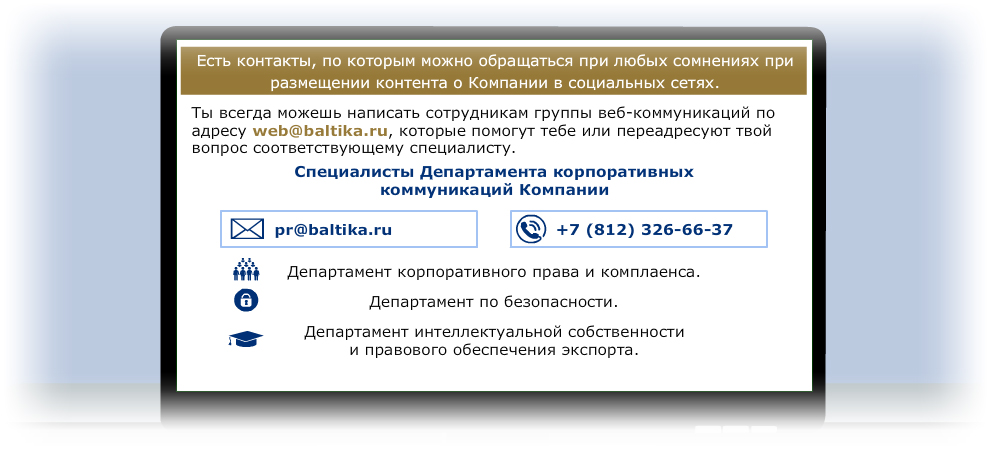 Есть контакты, по которым можно обращаться при любых сомнениях при
размещении контента о Компании в социальных сетях.
Ты всегда можешь написать сотрудникам группы веб-коммуникаций по
адресу web@baltika.ru, которые помогут тебе или переадресуют твой
вопрос соответствующему специалисту.
Специалисты Департамента корпоративных
коммуникаций Компании
pr@baltika.ru
+7 (812) 326-66-37
Департамент корпоративного права и комплаенса.
Департамент по безопасности.
Департамент интеллектуальной собственности
и правового обеспечения экспорта.